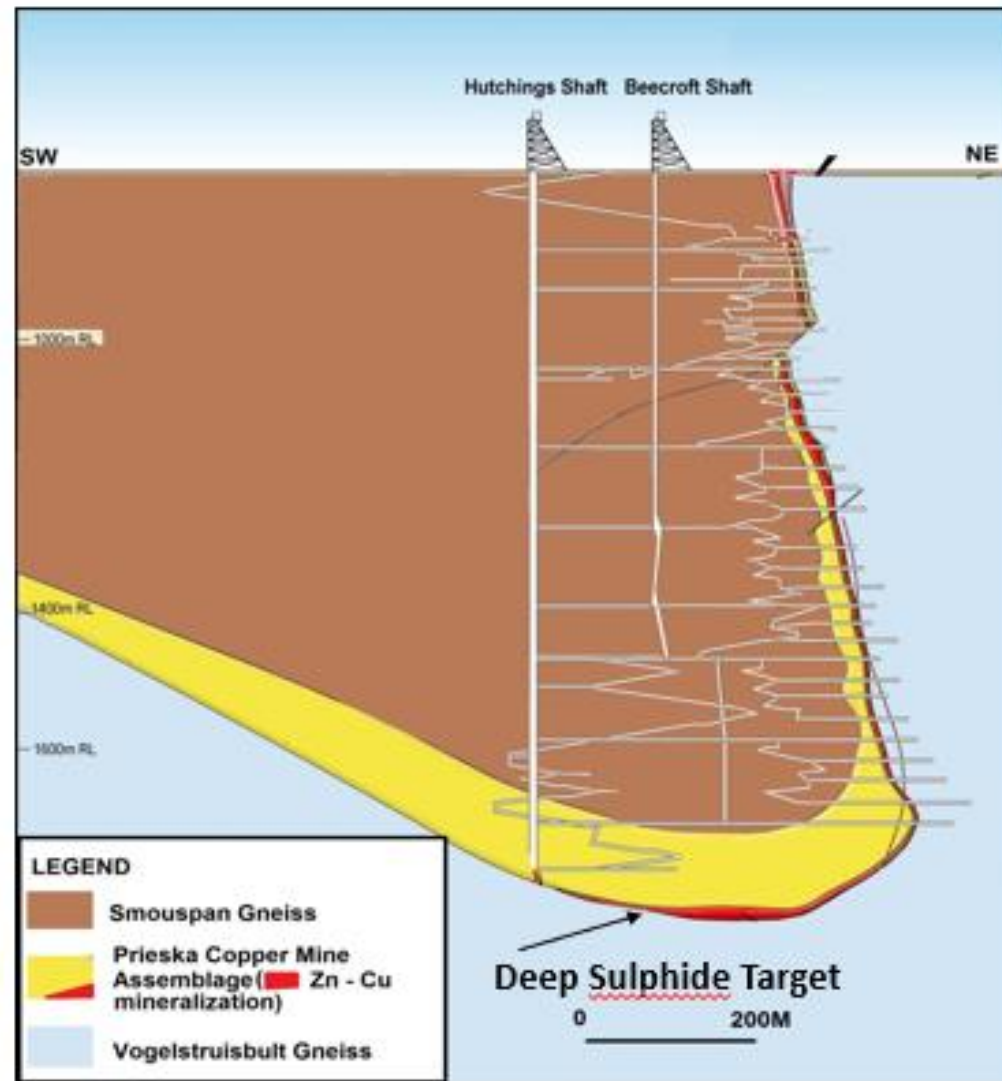 Hutchings Shaft Beecroft Shaft
SW
NE
1200m RL
1400m RL
1600m RL
LEGEND
Smouspan Gneiss
Prieska Copper Mine
Assemblage( Zn - Cu
mineralization)
Vogelstruisbult Gneiss
Deep Sulphide Target
0 200M